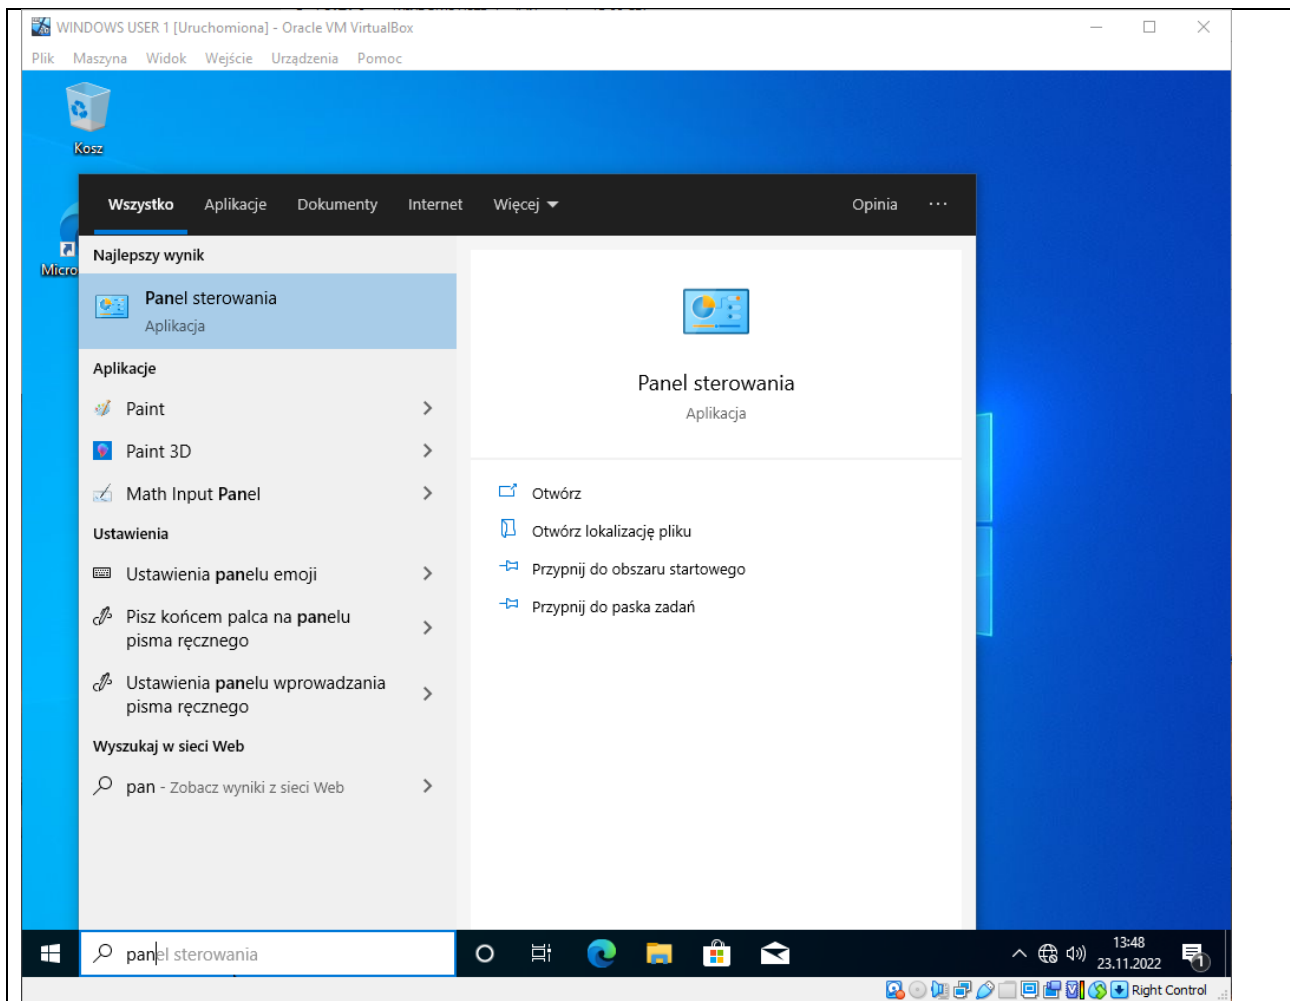 WINDOWS USER 1 [Uruchomiona] - Oracle VM VirtualBox
Plik Maszyna Widok Wejście Urządzenia Pomoc
Kosz
Wszystko Aplikacje Dokumenty Internet Więcej Opinia ...
Micro
Najlepszy wynik
Panel sterowania
Aplikacja
Aplikacje
Paint
Paint 3D
Math Input Panel
Ustawienia
Ustawienia panelu emoji
Pisz końcem palca na panelu
pisma ręcznego
Ustawienia panelu wprowadzania
pisma ręcznego
Wyszukaj w sieci Web
pan - Zobacz wyniki z sieci Web
Panel sterowania
Aplikacja
Otwórz
Otwórz lokalizację pliku
Przypnij do obszaru startowego
Przypnij do paska zadań
panel sterowania
13:48
23.11.2022
1
Right Control